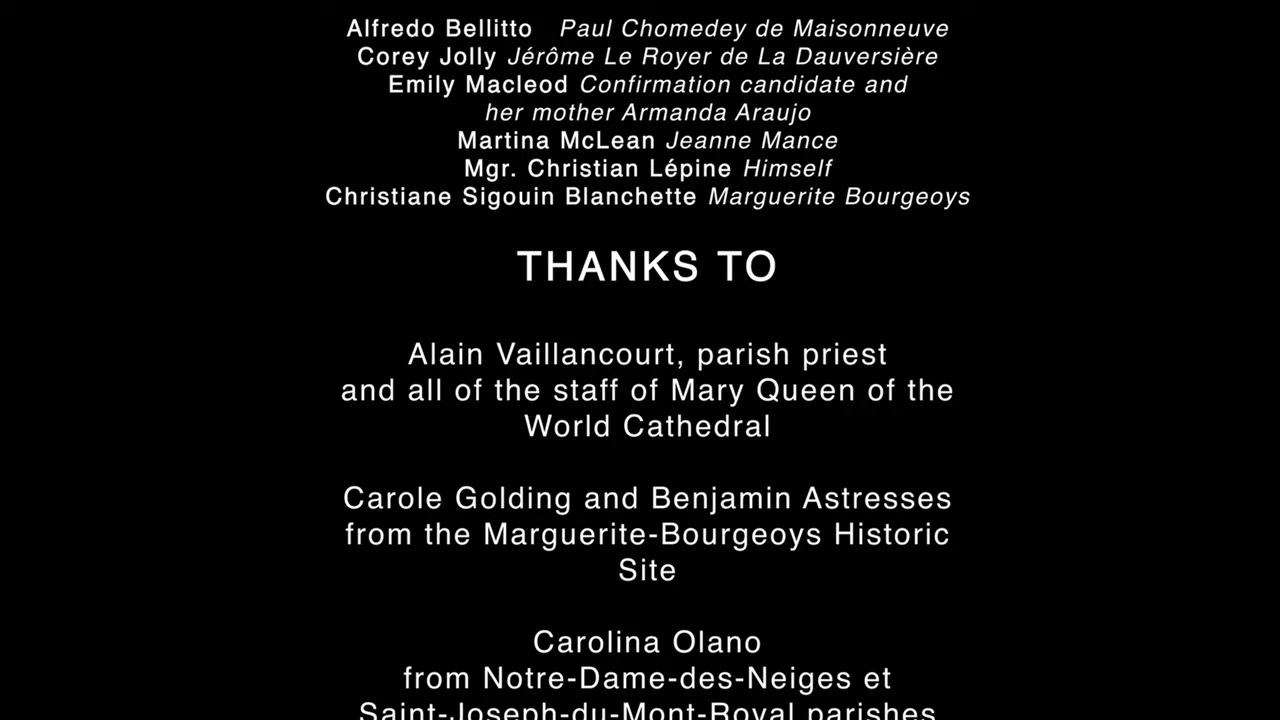 Alfredo Bellitto Paul Chomedey de Maisonneuve
Corey Jolly Jérôme Le Royer de La Dauversière
Emily Macleod Confirmation candidate and
her mother Armanda Araujo
Martina McLean Jeanne Mance
Mgr. Christian Lépine Himself
Christiane Sigouin Blanchette Marguerite Bourgeoys
THANKS TO
Alain Vaillancourt, parish priest
and all of the staff of Mary Queen of the
World Cathedral
Carole Golding and Benjamin Astresses
from the Marguerite-Bourgeoys Historic
Site
Carolina Olano
from Notre-Dame-des-Neiges et
Saint-Joseph-du-Mont-Royal parishes